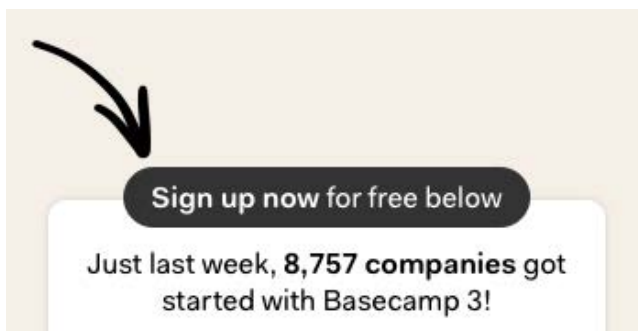 Sign up now for free below
Just last week, 8,757 companies got
started with Basecamp 3!